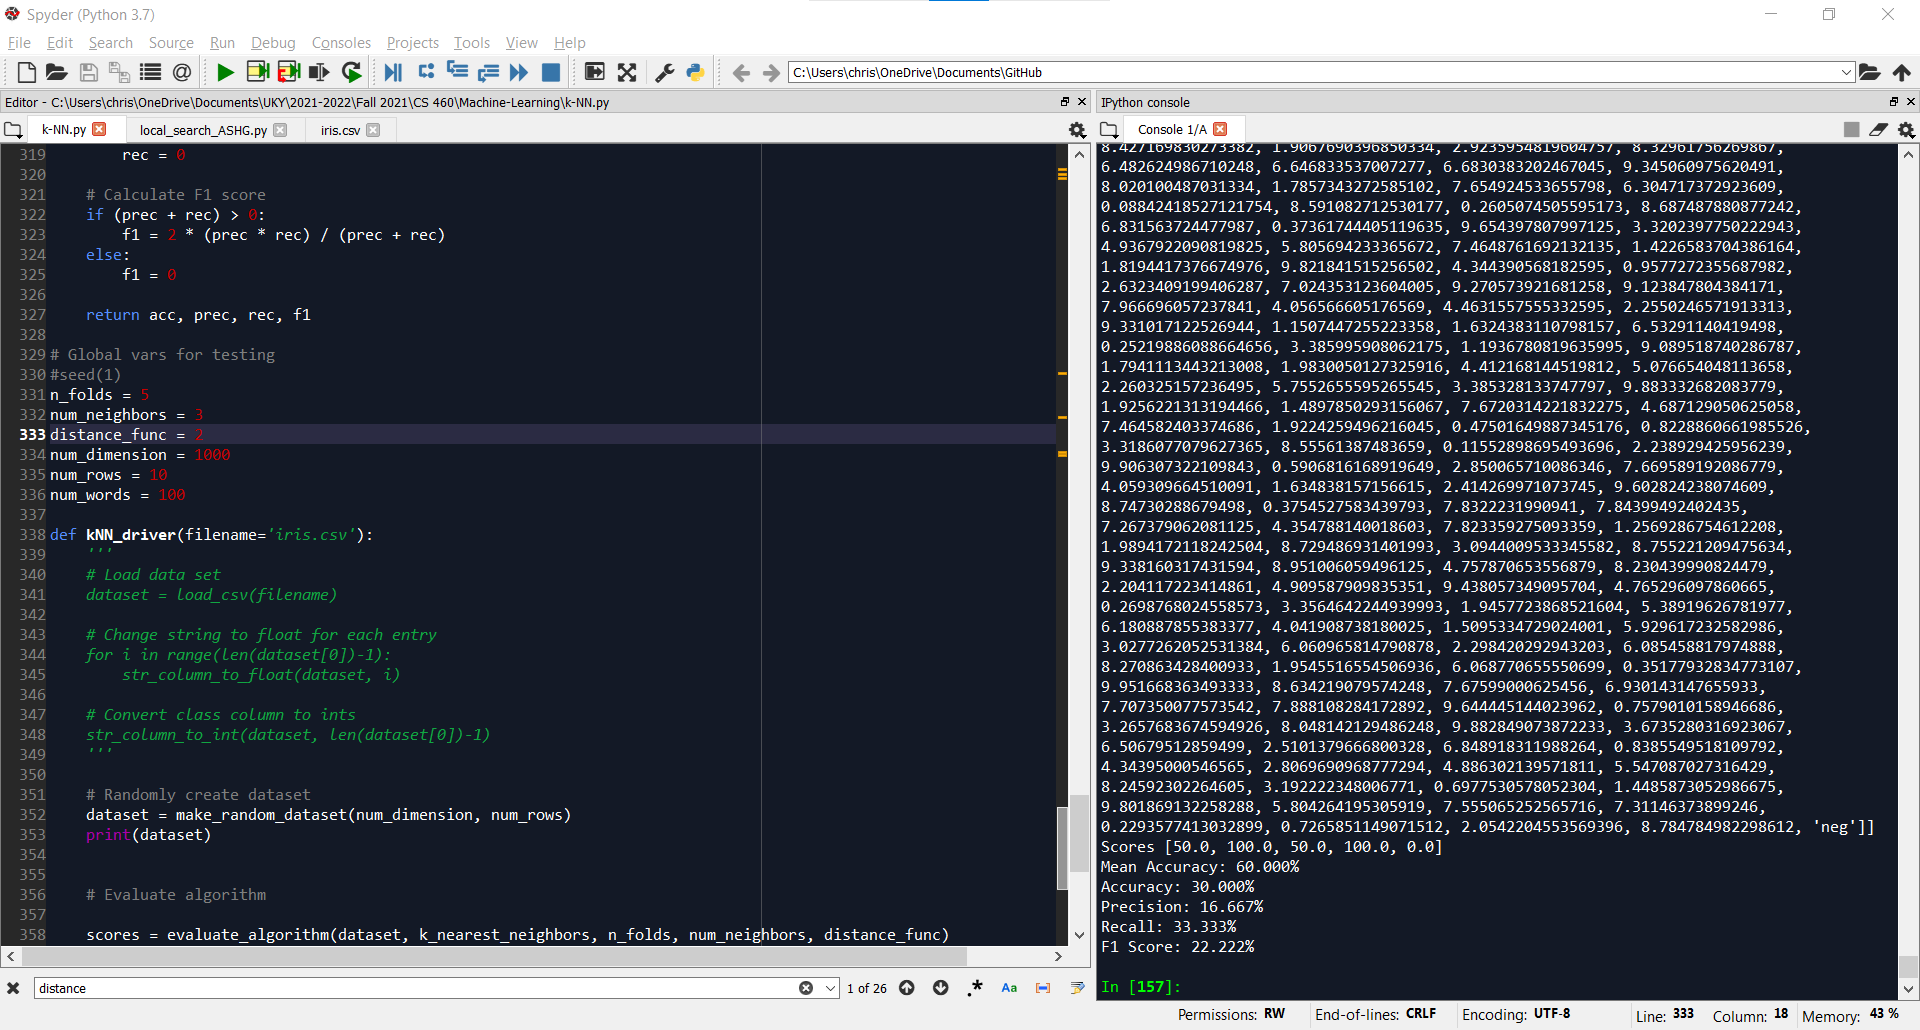 Spyder (Python 3.7)
File Edit Search Source Run Debug Consoles Projects Tools View Help
C:\Users\chris\OneDrive\Documents\GitHub
Editor - C:\Users\chris\OneDrive\Documents\UKY\2021-2022\Fall 2021\CS 460\Machine-Learning\k-NN.py
k-NN.py local_search_ASHG.py iris.csv
319 rec = 0
320
321 # Calculate F1 score
322 if (prec + rec) > 0:
323 f1 = 2 * (prec * rec) / (prec + rec)
324 else:
325 f1 = 0
326
327 return acc, prec, rec, f1
328
329 # Global vars for testing
330 #seed(1)
331 n_folds = 5
332 num_neighbors = 3
333 distance_func = 2
334 num_dimension = 1000
335 num_rows = 10
336 num_words = 100
337
338 def kNN_driver(filename='iris.csv'):
339 '''
340 # Load data set
341 dataset = load_csv(filename)
342
343 # Change string to float for each entry
344 for i in range(len(dataset[0])-1):
345 str_column_to_float(dataset, i)
346
347 # Convert class column to ints
348 str_column_to_int(dataset, len(dataset[0])-1)
349 '''
350
351 # Randomly create dataset
352 dataset = make_random_dataset(num_dimension, num_rows)
353 print(dataset)
354
355
356 # Evaluate algorithm
357
358 scores = evaluate_algorithm(dataset, k_nearest_neighbors, n_folds, num_neighbors, distance_func)
distance
1 of 26
.* Aa
IPython console
Console 1/A
8.427169830273382, 1.9067690396850334, 2.9235954819604757, 8.32961756269867,
6.482624986710248, 6.646833537007277, 6.6830383202467045, 9.345060975620491,
8.020100487031334, 1.7857343272585102, 7.654924533655798, 6.304717372923609,
0.08842418527121754, 8.591082712530177, 0.2605074505595173, 8.687487880877242,
6.831563724477987, 0.37361744405119635, 9.654397807997125, 3.3202397750222943,
4.9367922090819825, 5.805694233365672, 7.4648761692132135, 1.4226583704386164,
1.8194417376674976, 9.821841515256502, 4.344390568182595, 0.9577272355687982,
2.6323409199406287, 7.024353123604005, 9.270573921681258, 9.123847804384171,
7.966696057237841, 4.056566605176569, 4.4631557555332595, 2.2550246571913313,
9.331017122526944, 1.1507447255223358, 1.6324383110798157, 6.53291140419498,
0.25219886088664656, 3.385995908062175, 1.1936780819635995, 9.089518740286787,
1.7941113443213008, 1.9830050127325916, 4.412168144519812, 5.076654048113658,
2.260325157236495, 5.7552655595265545, 3.385328133747797, 9.883332682083779,
1.9256221313194466, 1.4897850293156067, 7.6720314221832275, 4.687129050625058,
7.464582403374686, 1.9224259496216045, 0.47501649887345176, 0.8228860661985526,
3.3186077079627365, 8.55561387483659, 0.11552898695493696, 2.238929425956239,
9.906307322109843, 0.5906816168919649, 2.850065710086346, 7.669589192086779,
4.059309664510091, 1.634838157156615, 2.414269971073745, 9.602824238074609,
8.74730288679498, 0.3754527583439793, 7.8322231990941, 7.84399492402435,
7.267379062081125, 4.354788140018603, 7.823359275093359, 1.2569286754612208,
1.9894172118242504, 8.729486931401993, 3.0944009533345582, 8.755221209475634,
9.338160317431594, 8.951006059496125, 4.757870653556879, 8.230439990824479,
2.204117223414861, 4.909587909835351, 9.438057349095704, 4.765296097860665,
0.2698768024558573, 3.3564642244939993, 1.9457723868521604, 5.38919626781977,
6.180887855383377, 4.041908738180025, 1.5095334729024001, 5.929617232582986,
3.0277262052531384, 6.060965814790878, 2.298420292943203, 6.085458817974888,
8.270863428400933, 1.9545516554506936, 6.068770655550699, 0.35177932834773107,
9.951668363493333, 8.634219079574248, 7.67599000625456, 6.930143147655933,
7.707350077573542, 7.888108284172892, 9.644445144023962, 0.7579010158946686,
3.2657683674594926, 8.048142129486248, 9.882849073872233, 3.6735280316923067,
6.50679512859499, 2.5101379666800328, 6.848918311988264, 0.8385549518109792,
4.34395000546565, 2.8069690968777294, 4.886302139571811, 5.547087027316429,
8.24592302264605, 3.192222348006771, 0.6977530578052304, 1.4485873052986675,
9.801869132258288, 5.804264195305919, 7.555065252565716, 7.31146373899246,
0.2293577413032899, 0.7265851149071512, 2.0542204553569396, 8.784784982298612, 'neg']]
Scores [50.0, 100.0, 50.0, 100.0, 0.0]
Mean Accuracy: 60.000%
Accuracy: 30.000%
Precision: 16.667%
Recall: 33.333%
F1 Score: 22.222%
In [157]:
Permissions: RW End-of-lines: CRLF Encoding: UTF-8 Line: 333 Column: 18 Memory: 43 %